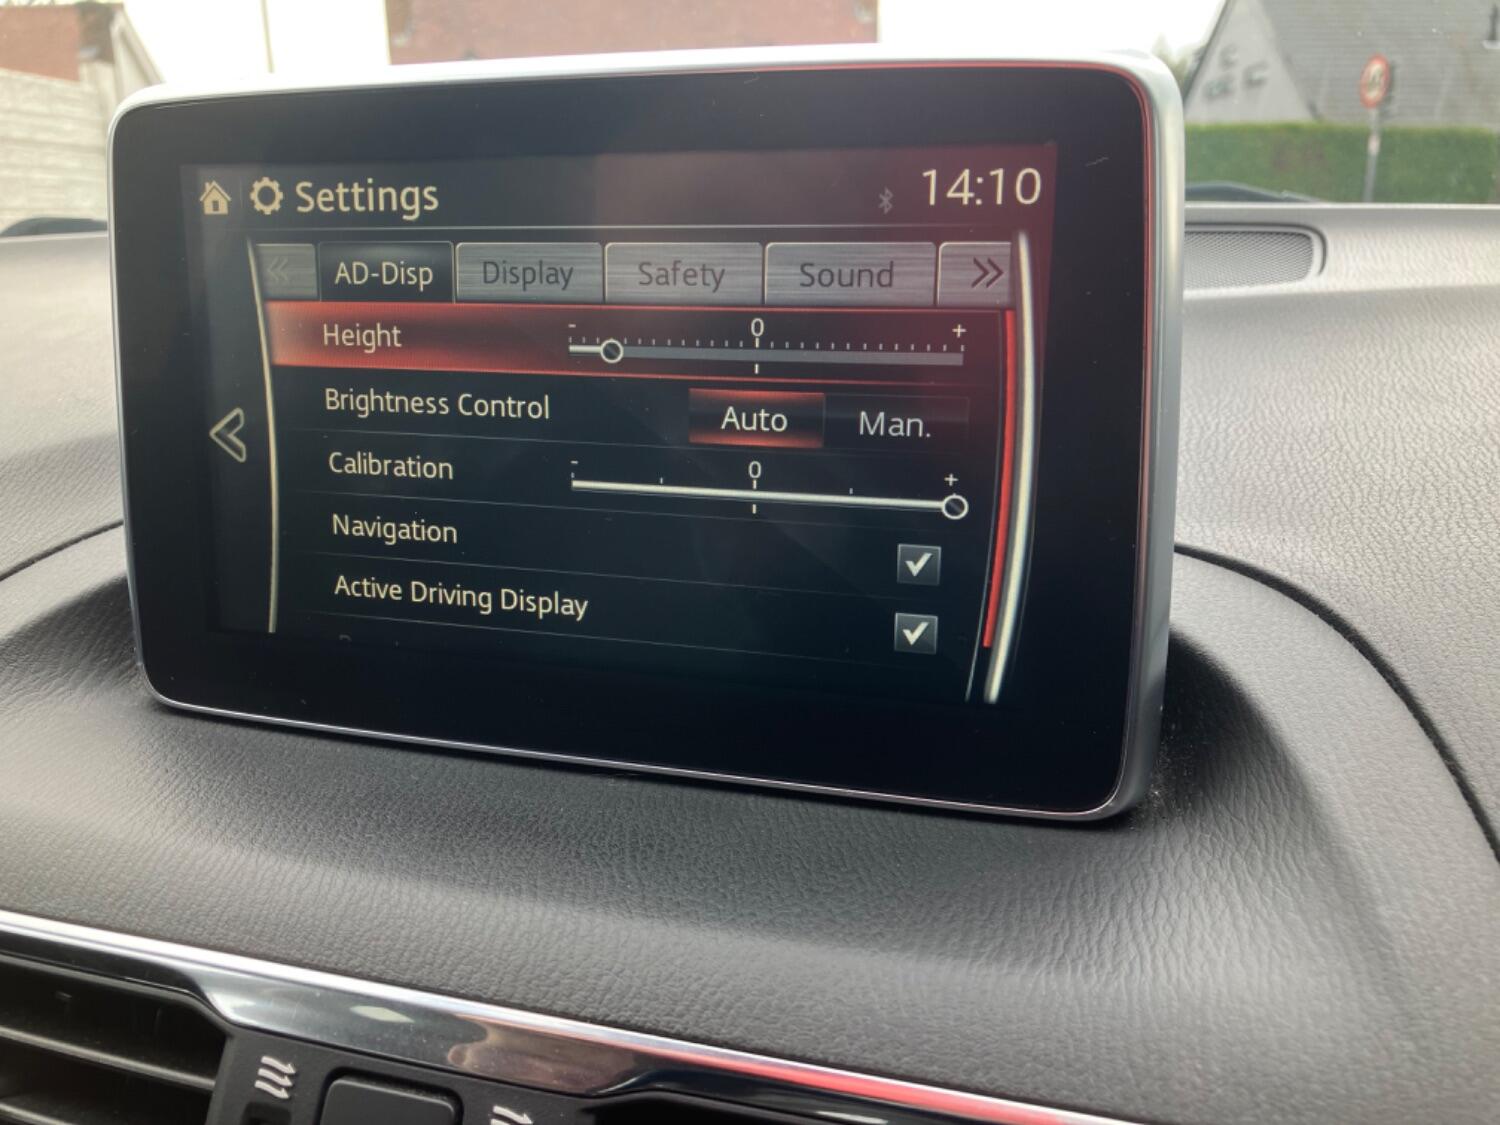 Settings 14:10
« AD-Disp Display Safety Sound »
Height - 0 +
Brightness Control Auto Man.
Calibration - 0 +
Navigation
Active Driving Display